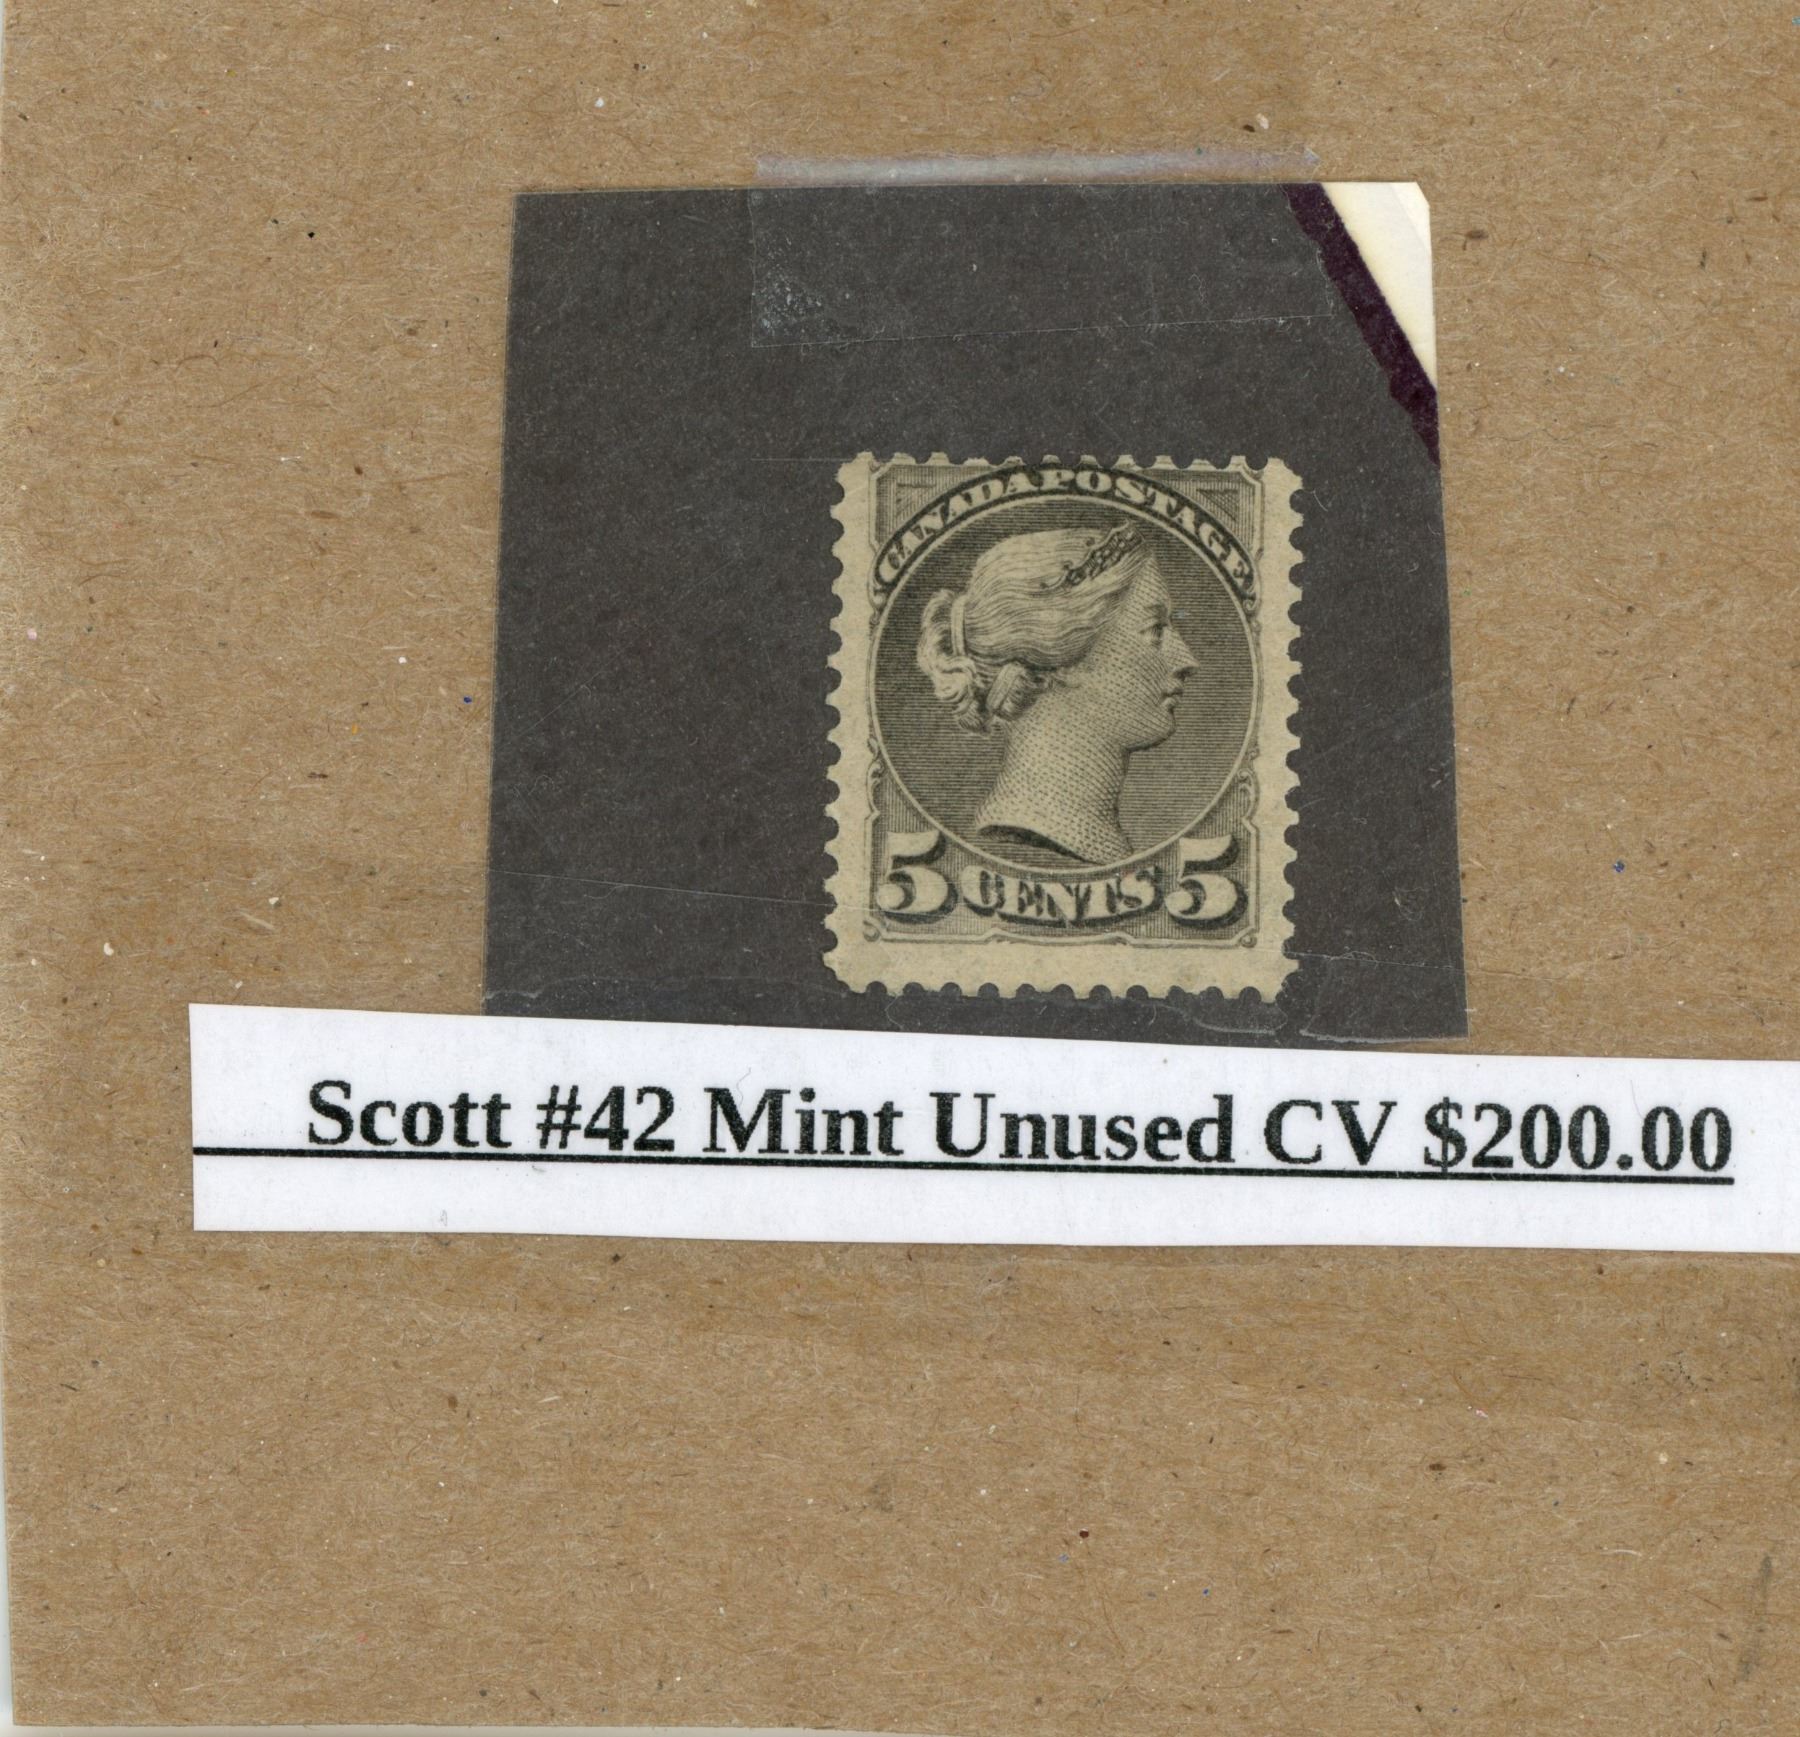 CANADA POSTAGE
5 CENTS 5
Scott #42 Mint Unused CV $200.00